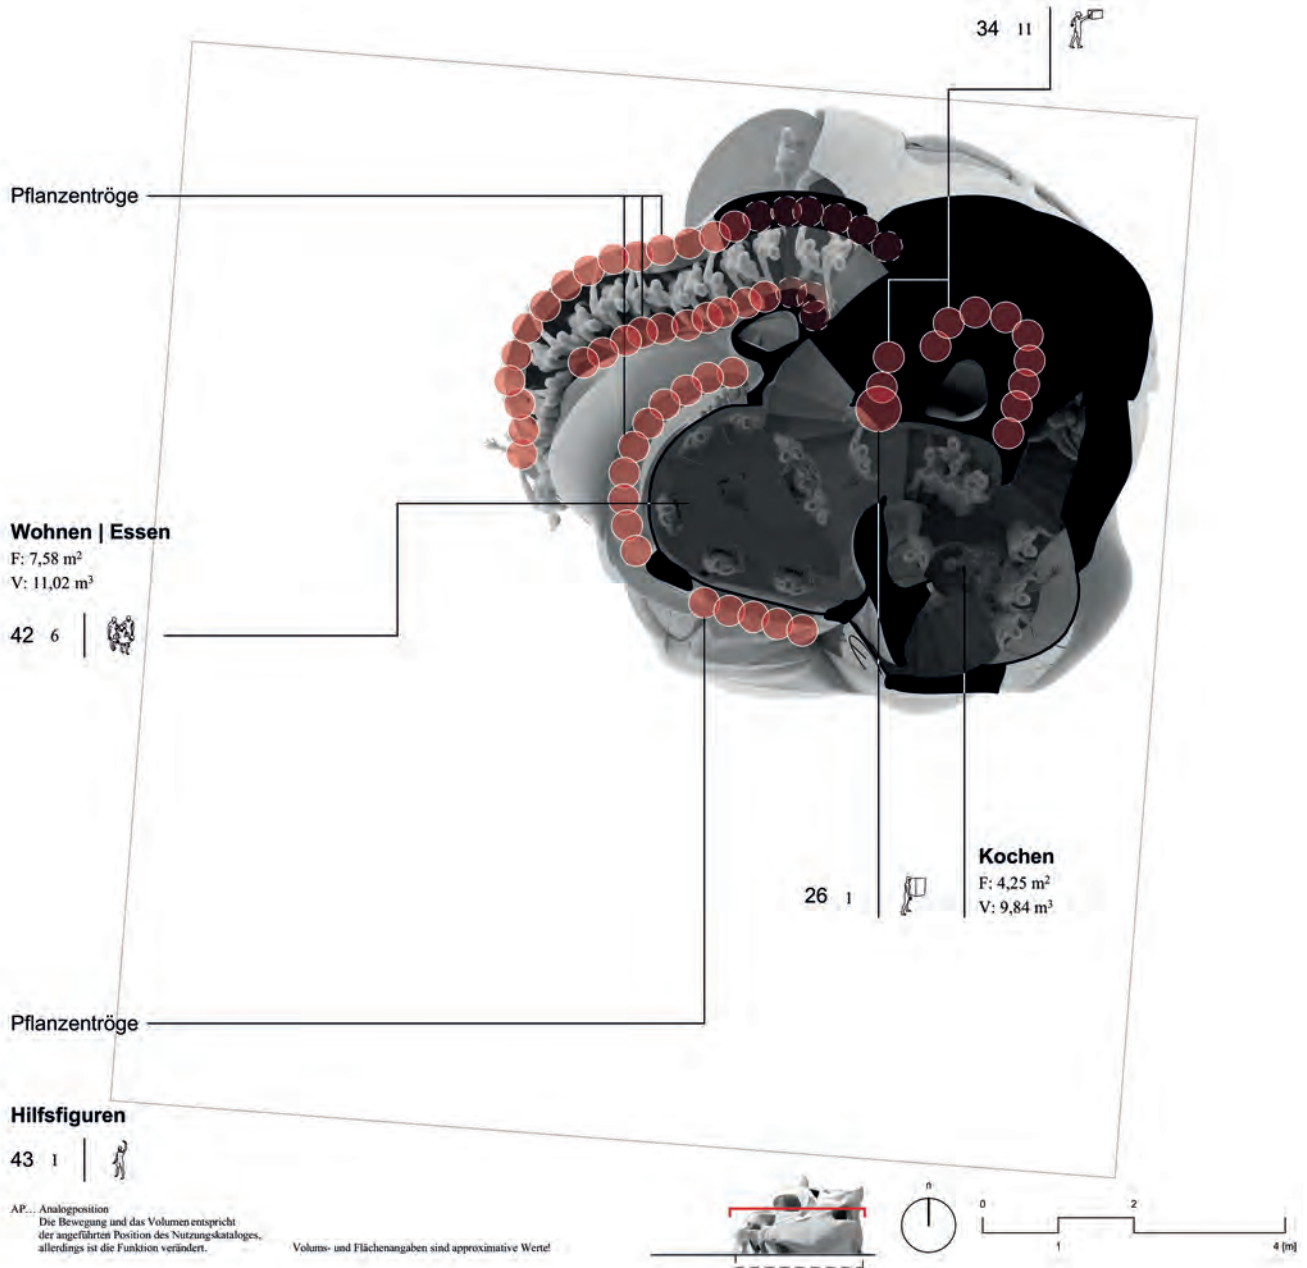 34 11
Pflanzentröge
Wohnen | Essen
F: 7,58 m²
V: 11,02 m³
42 6
Kochen
F: 4,25 m²
V: 9,84 m³
26 1
Pflanzentröge
Hilfsfiguren
43 1
AP... Analogposition
Die Bewegung und das Volumen entspricht
der angeführten Position des Nutzungskataloges,
allerdings ist die Funktion verändert.
Volums- und Flächenangaben sind approximative Werte!
n
0 2
1 4 [m]